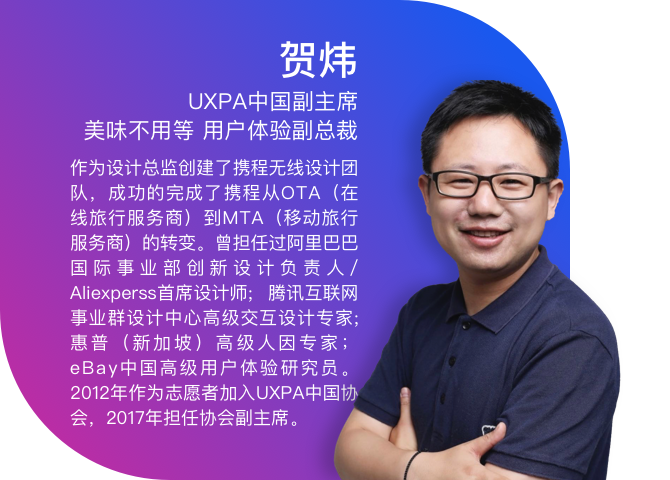 贺炜
UXPA中国副主席
美味不用等 用户体验副总裁
作为设计总监创建了携程无线设计团
队，成功的完成了携程从OTA（在
线旅行服务商）到MTA（移动旅行
服务商）的转变。曾担任过阿里巴巴
国际事业部创新设计负责人/
Aliexperss首席设计师； 腾讯互联网
事业群设计中心高级交互设计专家;
惠普（新加坡）高级人因专家；
eBay中国高级用户体验研究员。
2012年作为志愿者加入UXPA中国协
会，2017年担任协会副主席。